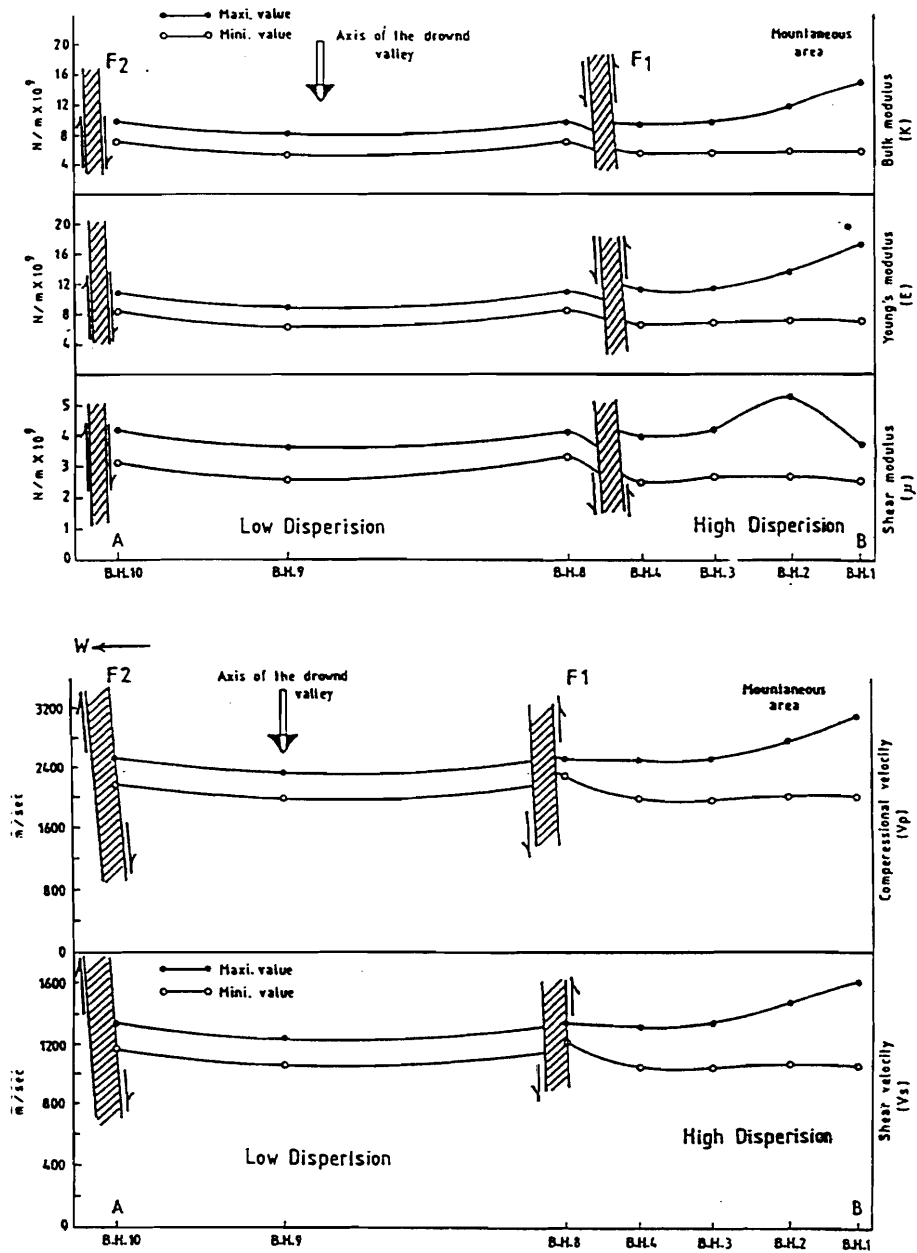 Maxi. value
Mini. value
Axis of the drownd
valley
Mountaneous
area
F2
F1
20
16
12
8
4
N/m X 10⁹
Bulk modulus
(K)
20
16
12
8
4
N/m X 10⁹
Young's modulus
(E)
5
4
3
2
1
0
N/m X 10⁹
Shear modulus
(μ)
Low Disperision
High Disperision
A
B
B.H.10
B.H.9
B.H.8
B.H.4
B.H.3
B.H.2
B.H.1
W
F2
Axis of the drownd
valley
F1
Mountaneous
area
3200
2400
1600
800
0
m/sec
Comperssional velocity
(Vp)
Maxi. value
Mini. value
1600
1200
800
400
0
m/sec
Shear velocity
(Vs)
Low Disperision
High Disperision
A
B
B.H.10
B.H.9
B.H.8
B.H.4
B.H.3
B.H.2
B.H.1